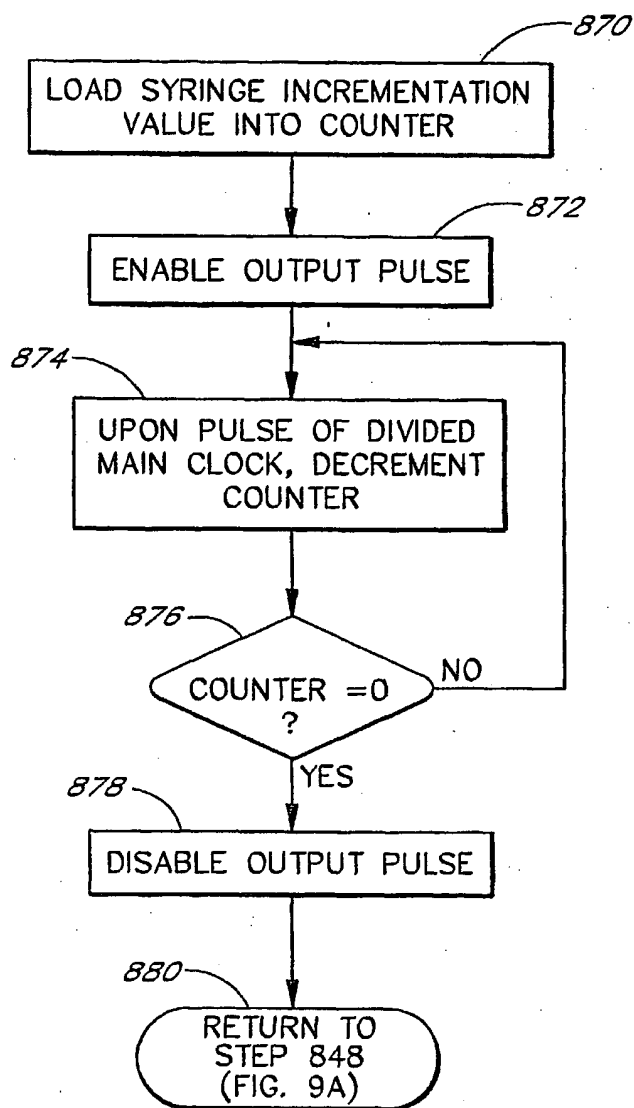 870
LOAD SYRINGE INCREMENTATION
VALUE INTO COUNTER
872
ENABLE OUTPUT PULSE
874
UPON PULSE OF DIVIDED
MAIN CLOCK, DECREMENT
COUNTER
876
COUNTER =0
?
NO
YES
878
DISABLE OUTPUT PULSE
880
RETURN TO
STEP 848
(FIG. 9A)